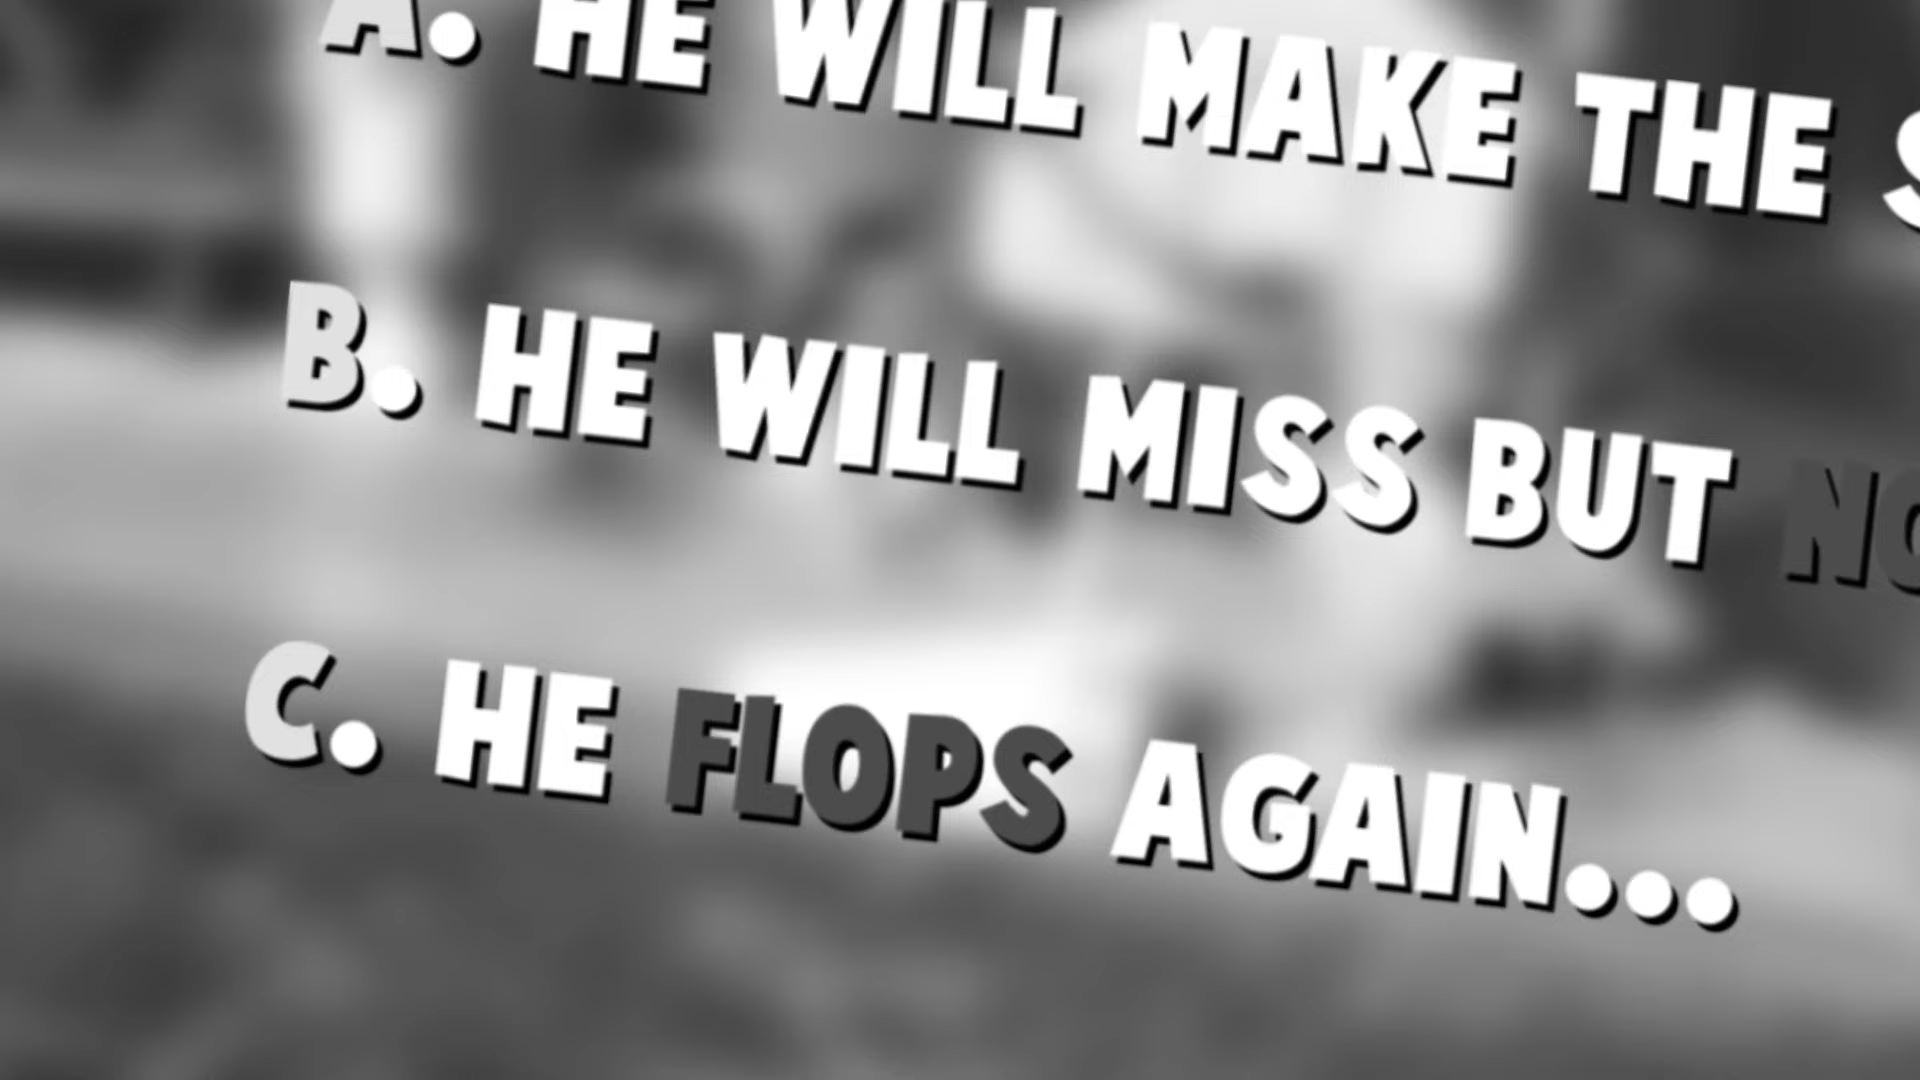 A. HE WILL MAKE THE
B. HE WILL MISS BUT
C. HE FLOPS AGAIN...